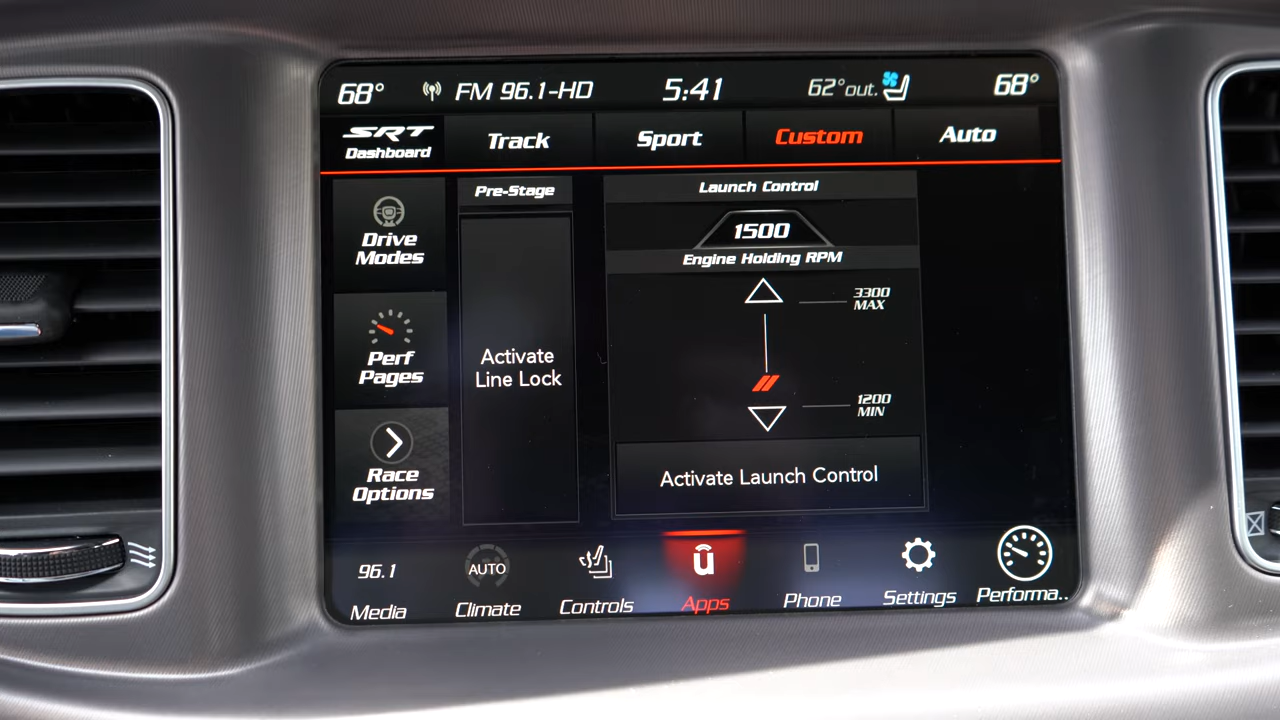 68° FM 96.1-HD 5:41 62°out. 68°
SRT
Dashboard
Track Sport Custom Auto
Drive
Modes
Perf
Pages
Race
Options
Pre-Stage
Activate
Line Lock
Launch Control
1500
Engine Holding RPM
3300
MAX
1200
MIN
Activate Launch Control
96.1
Media
AUTO
Climate
Controls
ū
Apps
Phone
Settings
Performa..